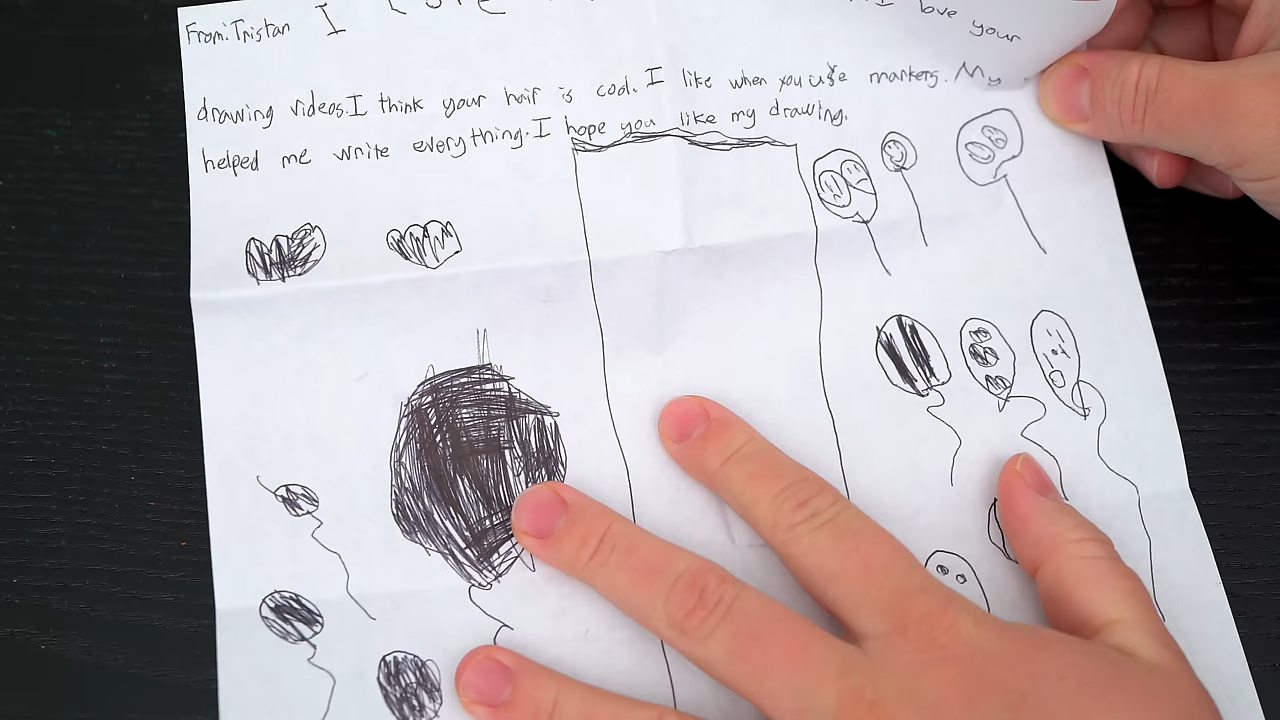 From: Tristan I love your
drawing videos. I think your hair is cool. I like when you use markers. My
helped me write everything. I hope you like my drawing.